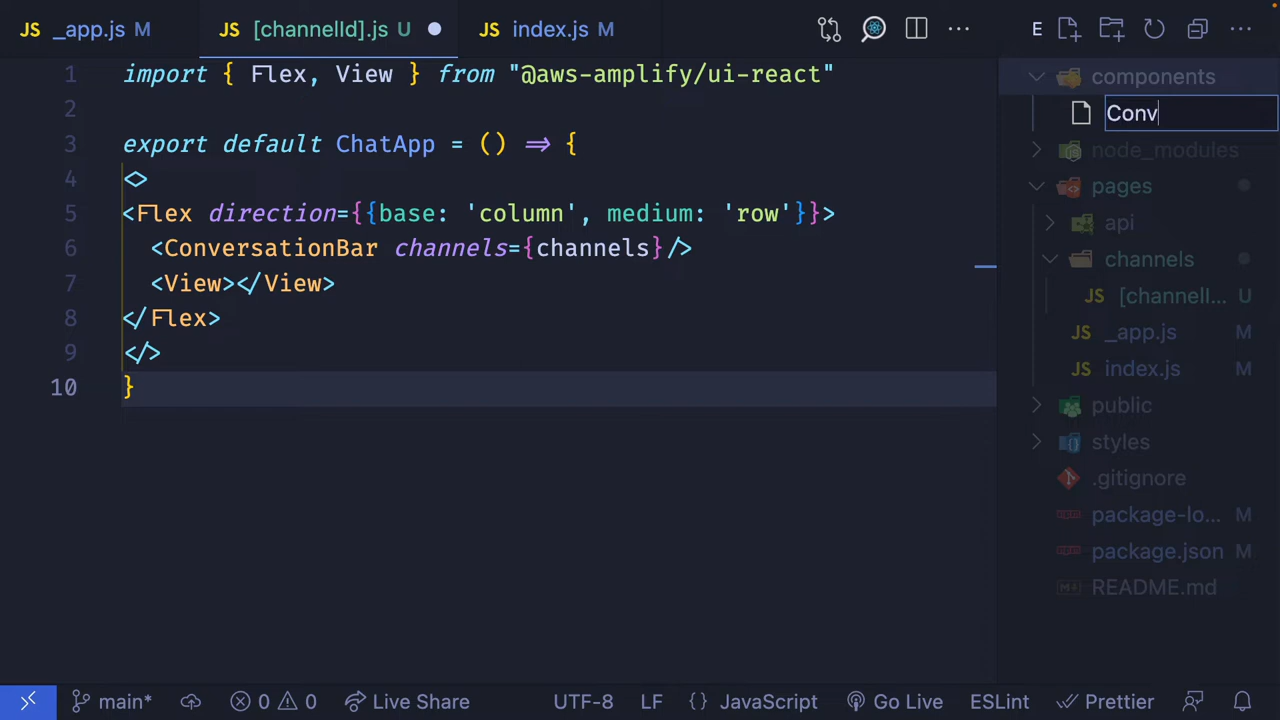 JS _app.js M
JS [channelId].js U
JS index.js M
E
1 import { Flex, View } from "@aws-amplify/ui-react"
2
3 export default ChatApp = () => {
4 <>
5 <Flex direction={{base: 'column', medium: 'row'}}>
6 <ConversationBar channels={channels}/>
7 <View></View>
8 </Flex>
9 </>
10 }
components
Conv
node_modules
pages
api
channels
JS [channelI... U
JS _app.js M
JS index.js M
public
styles
.gitignore
package-lo... M
package.json M
README.md
main* 0 0 Live Share UTF-8 LF {} JavaScript Go Live ESLint Prettier